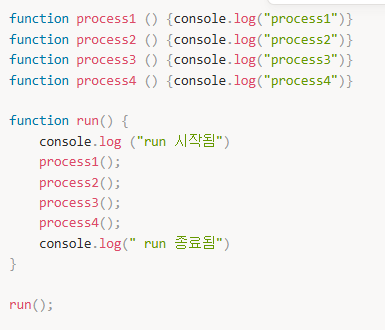 function process1 () {console.log("process1")}
function process2 () {console.log("process2")}
function process3 () {console.log("process3")}
function process4 () {console.log("process4")}

function run() {
    console.log ("run 시작됨")
    process1();
    process2();
    process3();
    process4();
    console.log(" run 종료됨")
}

run();